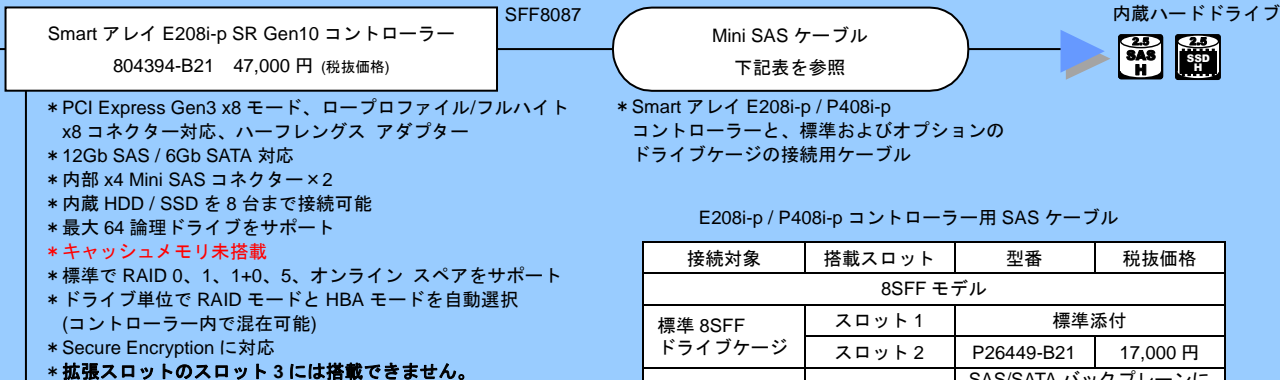 SFF8087
Smart アレイ E208i-p SR Gen10 コントローラー
804394-B21 47,000 円 (税抜価格)
Mini SAS ケーブル
下記表を参照
内蔵ハードドライブ
2.5
SAS
H
2.5
SSD
H
＊PCI Express Gen3 x8 モード、ロープロファイル/フルハイト
x8 コネクター対応、ハーフレングス アダプター
＊12Gb SAS / 6Gb SATA 対応
＊内部 x4 Mini SAS コネクター×2
＊内蔵 HDD / SSD を 8 台まで接続可能
＊最大 64 論理ドライブをサポート
＊キャッシュメモリ未搭載
＊標準で RAID 0、1、1+0、5、オンライン スペアをサポート
＊ドライブ単位で RAID モードと HBA モードを自動選択
(コントローラー内で混在可能)
＊Secure Encryption に対応
＊拡張スロットのスロット 3 には搭載できません。
＊Smart アレイ E208i-p / P408i-p
コントローラーと、標準およびオプションの
ドライブケージの接続用ケーブル
E208i-p / P408i-p コントローラー用 SAS ケーブル
接続対象 搭載スロット 型番 税抜価格
8SFF モデル
標準 8SFF
ドライブケージ
スロット 1 標準添付
スロット 2 P26449-B21 17,000 円
SAS/SATA バックプレーンに